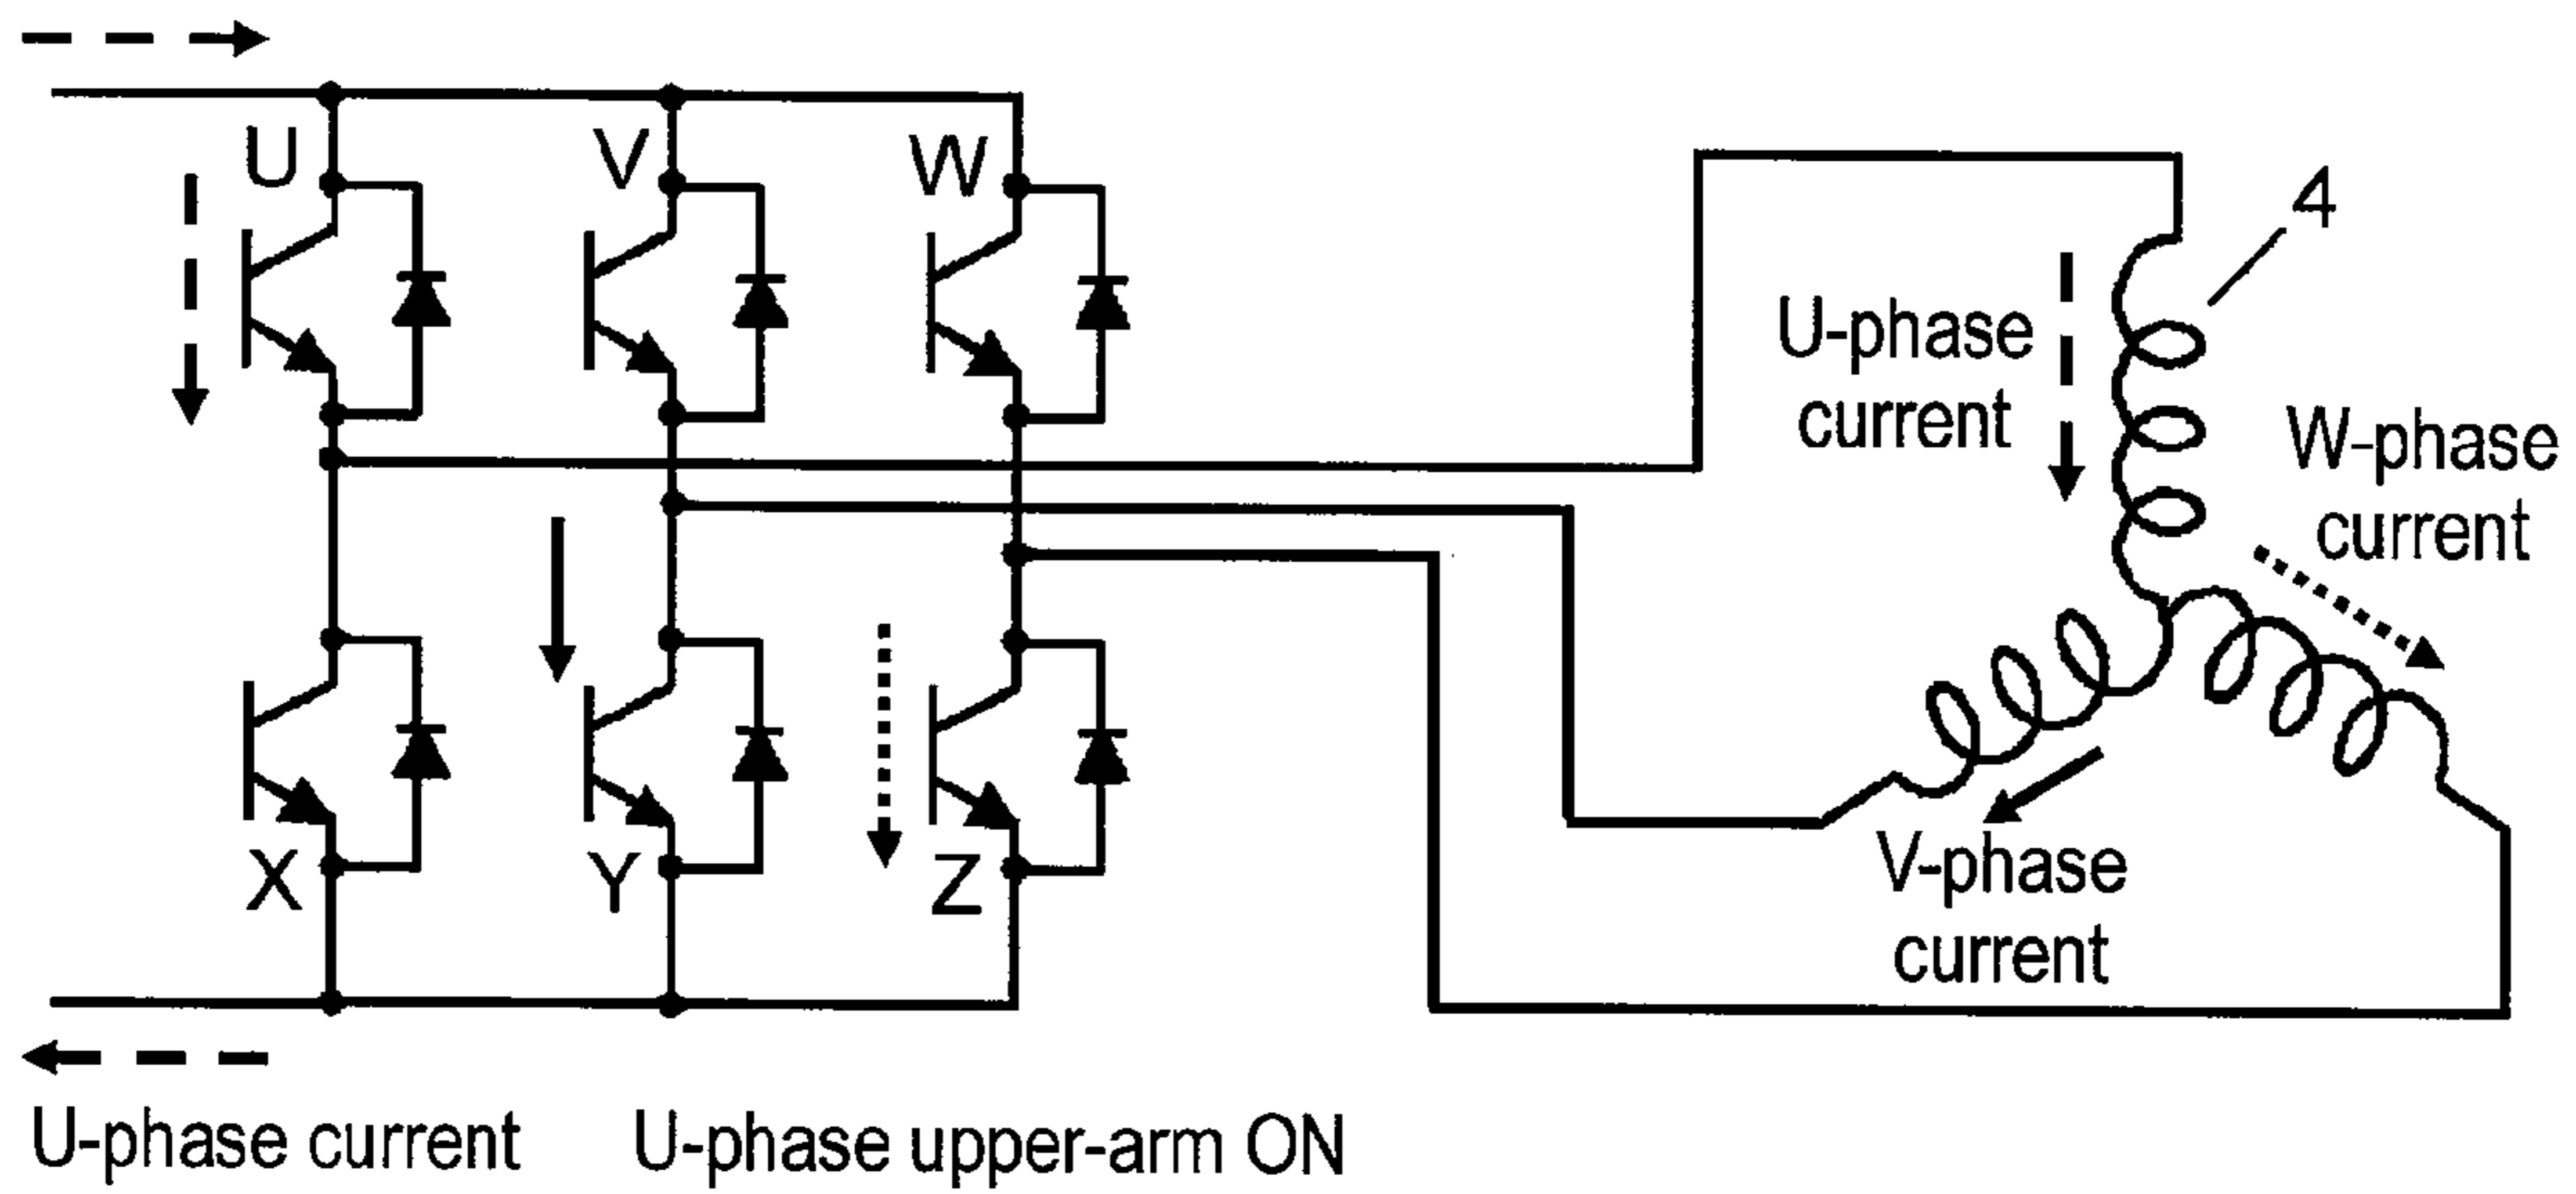 U
V
W
4
U-phase
current
W-phase
current
X
Y
Z
V-phase
current
U-phase current
U-phase upper-arm ON